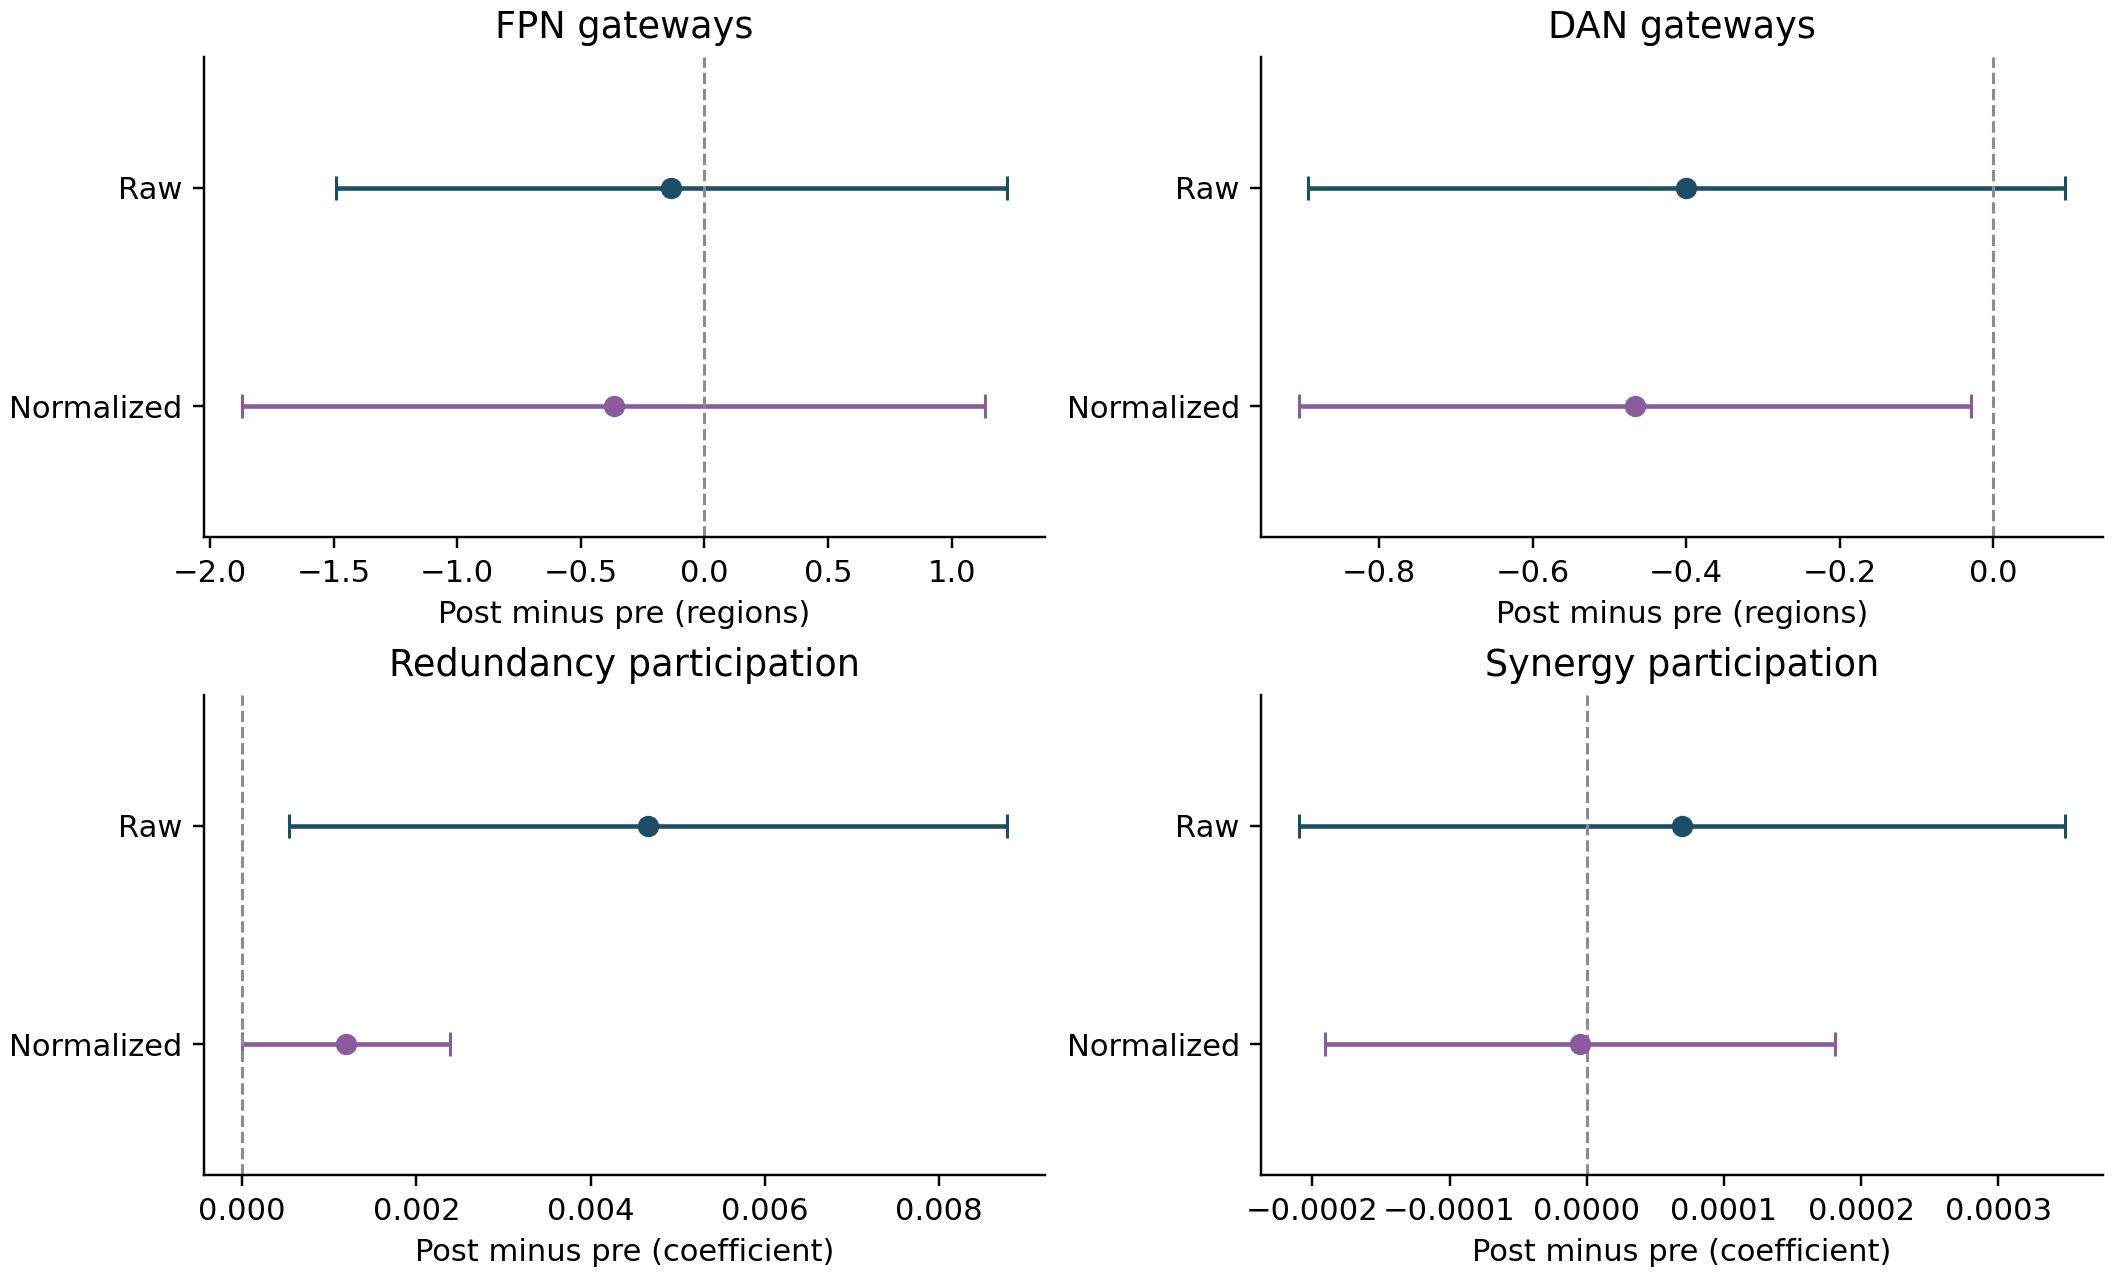 FPN gateways
Raw
Normalized
−2.0 −1.5 −1.0 −0.5 0.0 0.5 1.0
Post minus pre (regions)
DAN gateways
Raw
Normalized
−0.8 −0.6 −0.4 −0.2 0.0
Post minus pre (regions)
Redundancy participation
Raw
Normalized
0.000 0.002 0.004 0.006 0.008
Post minus pre (coefficient)
Synergy participation
Raw
Normalized
−0.0002 −0.0001 0.0000 0.0001 0.0002 0.0003
Post minus pre (coefficient)